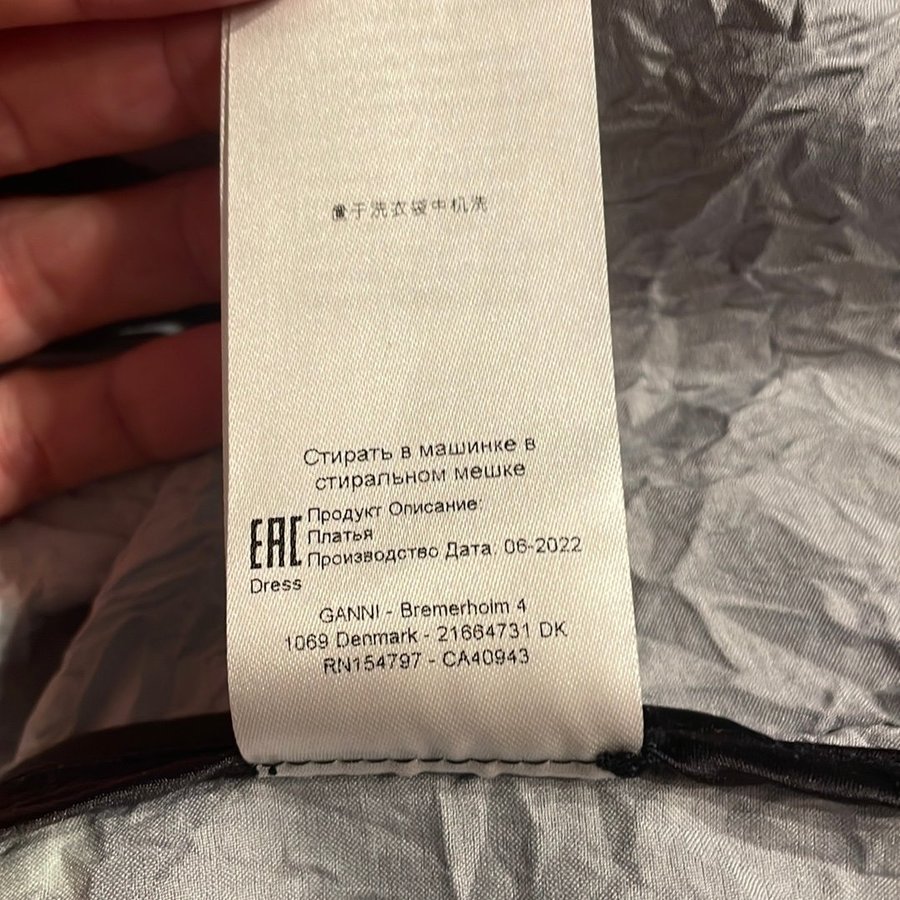 置于洗衣袋中机洗
Стирать в машинке в
стиральном мешке
EAC Продукт Описание:
Платья
Производство Дата: 06-2022
Dress
GANNI - Bremerholm 4
1069 Denmark - 21664731 DK
RN154797 - CA40943